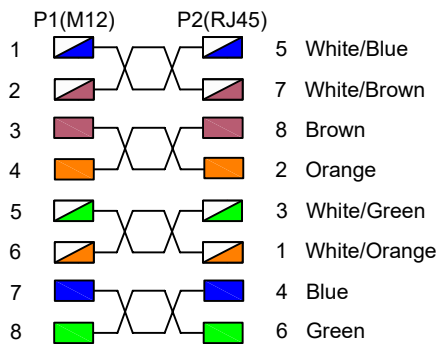 P1(M12) P2(RJ45)
1 5 White/Blue
2 7 White/Brown
3 8 Brown
4 2 Orange
5 3 White/Green
6 1 White/Orange
7 4 Blue
8 6 Green